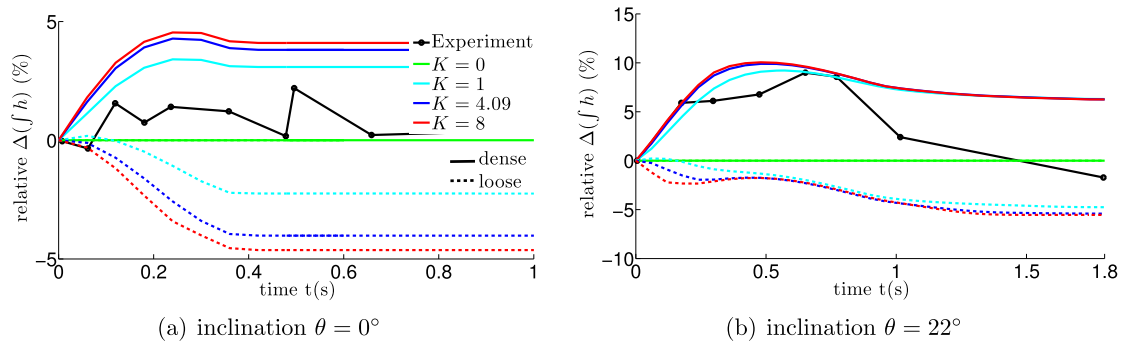 relative Δ(∫ h) (%)
5
0
−5
0 0.2 0.4 0.6 0.8 1
time t(s)
Experiment
K = 0
K = 1
K = 4.09
K = 8
dense
loose
(a) inclination θ = 0°
relative Δ(∫ h) (%)
15
10
5
0
−5
−10
0 0.5 1 1.5 1.8
time t(s)
(b) inclination θ = 22°